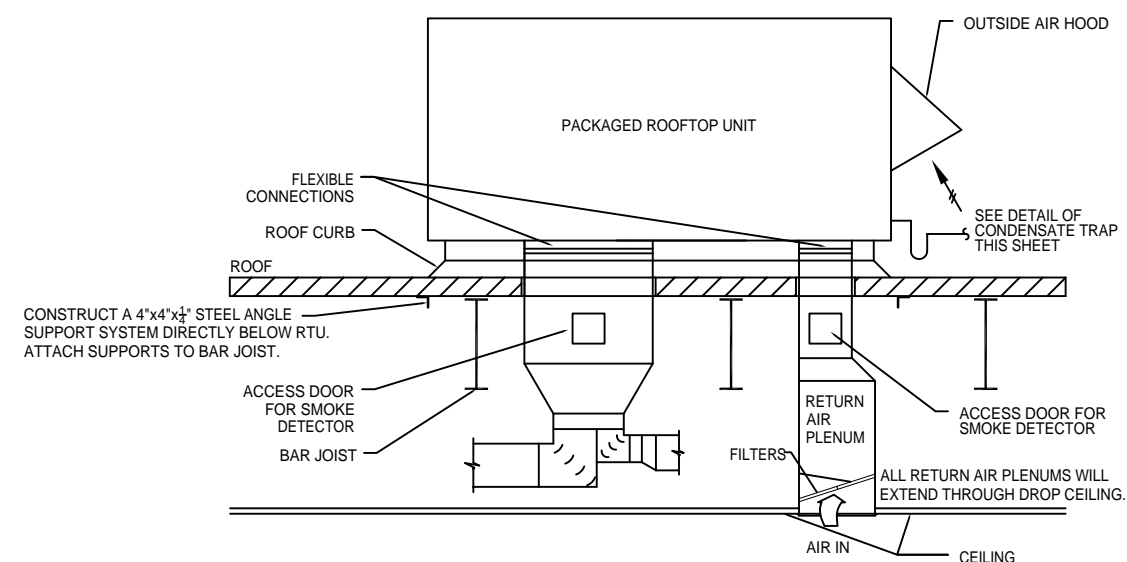 OUTSIDE AIR HOOD
PACKAGED ROOFTOP UNIT
FLEXIBLE
CONNECTIONS
ROOF CURB
ROOF
SEE DETAIL OF
CONDENSATE TRAP
THIS SHEET
CONSTRUCT A 4"x4"x1/4" STEEL ANGLE
SUPPORT SYSTEM DIRECTLY BELOW RTU.
ATTACH SUPPORTS TO BAR JOIST.
ACCESS DOOR
FOR SMOKE
DETECTOR
BAR JOIST
RETURN
AIR
PLENUM
ACCESS DOOR FOR
SMOKE DETECTOR
FILTERS
ALL RETURN AIR PLENUMS WILL
EXTEND THROUGH DROP CEILING.
AIR IN
CEILING